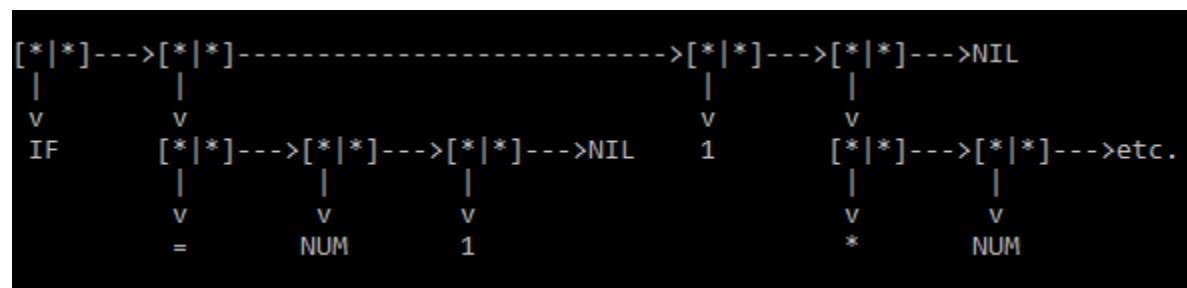 [*|*]--->[*|*]---------------------------->[*|*]--->[*|*]--->NIL
 |        |                                 |        |
 v        v                                 v        v
 IF      [*|*]--->[*|*]--->[*|*]--->NIL     1       [*|*]--->[*|*]--->etc.
          |        |        |                        |        |
          v        v        v                        v        v
          =       NUM       1                        *       NUM